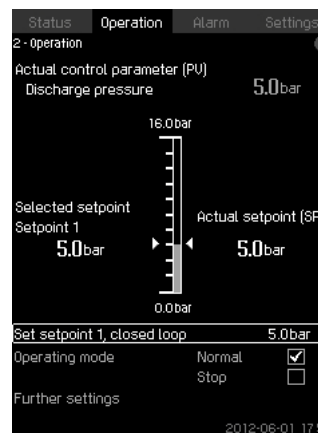 Status Operation Alarm Settings
2 - Operation
Actual control parameter (PV)
Discharge pressure 5.0bar
16.0bar
Selected setpoint
Setpoint 1
Actual setpoint (SP
5.0bar 5.0bar
0.0bar
Set setpoint 1, closed loop 5.0bar
Operating mode Normal
Stop
Further settings
2012-06-01 17